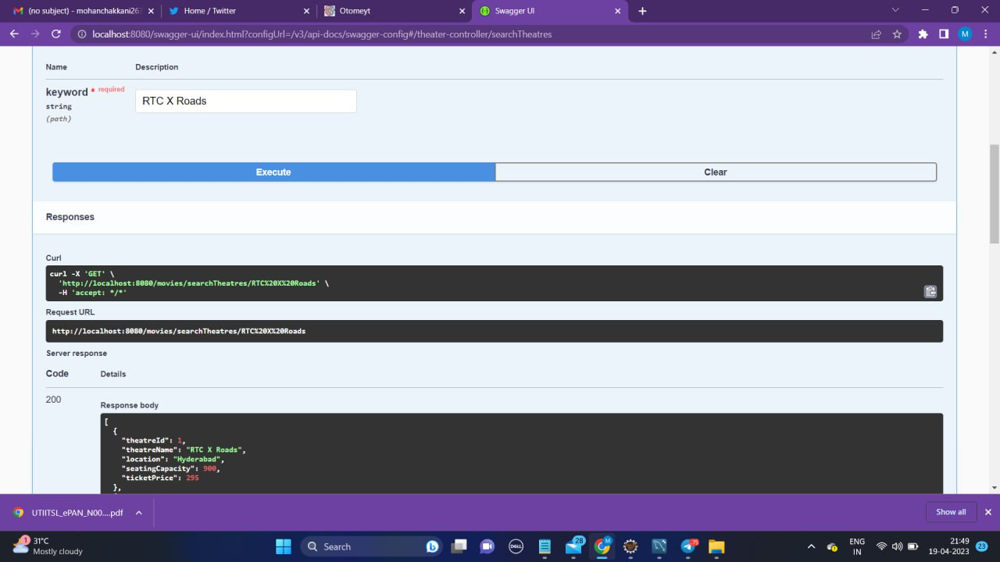 (no subject) - mohanchakkani263
Home / Twitter
Otomeyt
Swagger UI
localhost:8080/swagger-ui/index.html?configUrl=/v3/api-docs/swagger-config#/theater-controller/searchTheatres
M
Name Description
keyword * required
string
(path)
RTC X Roads
Execute Clear
Responses
Curl
curl -X 'GET' \
'http://localhost:8080/movies/searchTheatres/RTC%20X%20Roads' \
-H 'accept: */*'
Request URL
http://localhost:8080/movies/searchTheatres/RTC%20X%20Roads
Server response
Code Details
200
Response body
[
{
"theatreId": 1,
"theatreName": "RTC X Roads",
"location": "Hyderabad",
"seatingCapacity": 900,
"ticketPrice": 295
},
UTIITSL_ePAN_N00....pdf
Show all
1
31°C
Mostly cloudy
Search
DELL
28
M
75
ENG
IN
21:49
19-04-2023
23